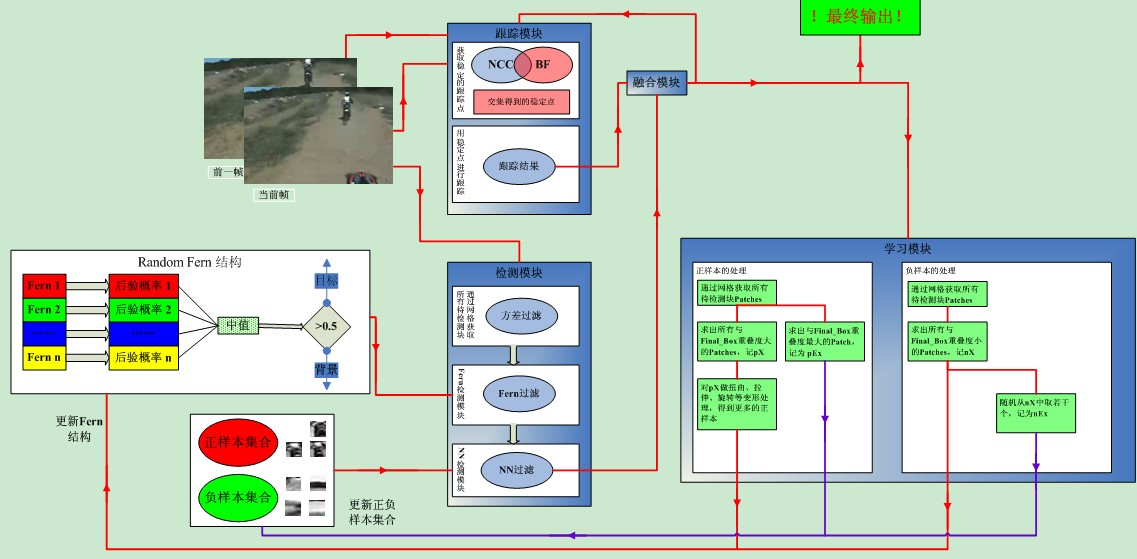 ！最终输出！
跟踪模块
获取稳定的跟踪点
NCC
BF
交集得到的稳定点
用稳定点进行跟踪
跟踪结果
融合模块
前一帧
当前帧
Random Fern 结构
Fern 1
后验概率 1
Fern 2
后验概率 2
……
……
Fern n
后验概率 n
中值
目标
>0.5
背景
检测模块
通过网格获取
所有待检测块
方差过滤
Fern检测模块
Fern过滤
NN检测模块
NN过滤
学习模块
正样本的处理
通过网格获取所有
待检测块Patches
求出所有与
Final_Box重叠度大
的Patches，记pX
求出与Final_Box重
叠度最大的Patch，
记为 pEx
对pX做扭曲、拉
伸、旋转等变形处
理，得到更多的正
样本
负样本的处理
通过网格获取所有
待检测块Patches
求出所有与
Final_Box重叠度小
的Patches，记nX
随机从nX中取若干
个，记为nEx
更新Fern
结构
正样本集合
负样本集合
更新正负
样本集合